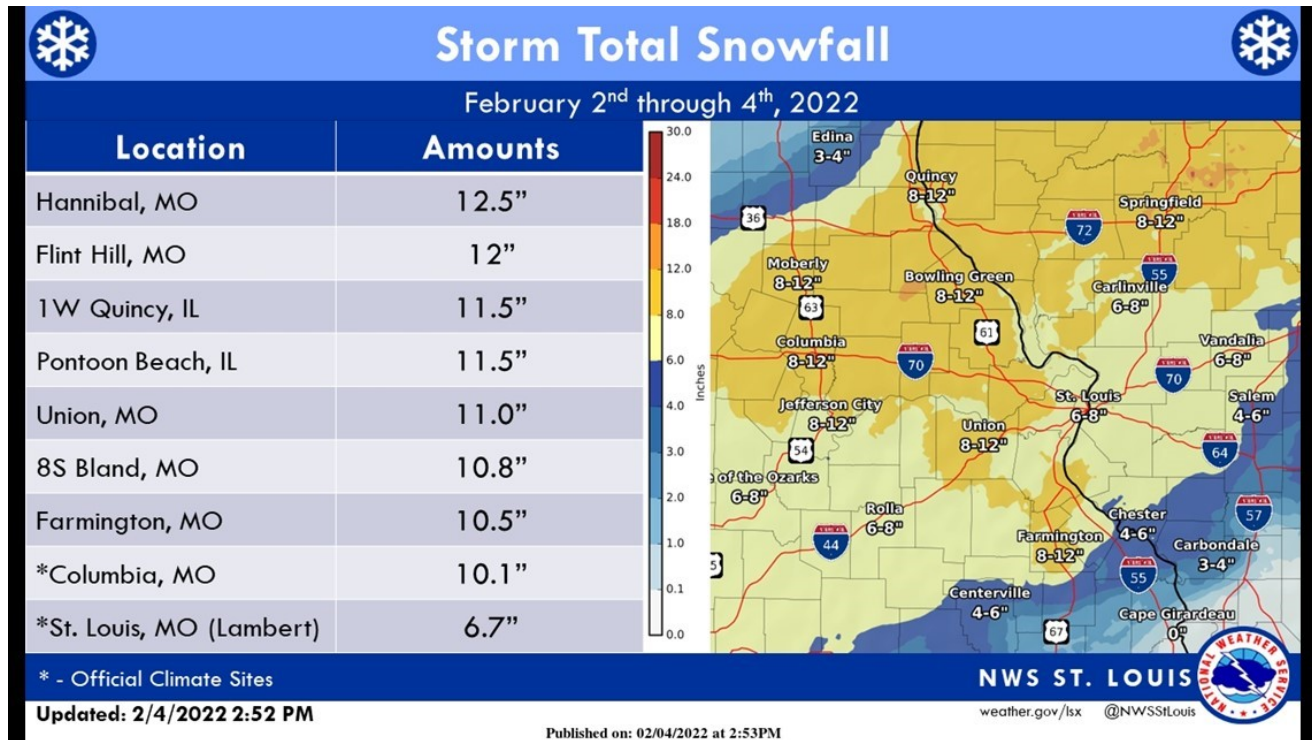 Storm Total Snowfall
February 2nd through 4th, 2022
Location Amounts
Hannibal, MO 12.5”
Flint Hill, MO 12”
1W Quincy, IL 11.5”
Pontoon Beach, IL 11.5”
Union, MO 11.0”
8S Bland, MO 10.8”
Farmington, MO 10.5”
*Columbia, MO 10.1”
*St. Louis, MO (Lambert) 6.7”
30.0
24.0
18.0
12.0
8.0
6.0
4.0
3.0
2.0
1.0
0.1
0.0
Inches
Edina
3-4"
Quincy
8-12"
36
Springfield
8-12"
72
Moberly
8-12"
63
Bowling Green
8-12"
55
Carlinville
6-8"
61
Columbia
8-12"
70
Vandalia
6-8"
70
Jefferson City
8-12"
St. Louis
6-8"
Salem
4-6"
54
Union
8-12"
64
of the Ozarks
6-8"
Rolla
6-8"
44
Chester
4-6"
57
Farmington
8-12"
Carbondale
3-4"
5
55
Centerville
4-6"
67
Cape Girardeau
0"
* - Official Climate Sites
NWS ST. LOUIS
NATIONAL WEATHER SERVICE
Updated: 2/4/2022 2:52 PM
weather.gov/lsx @NWSStLouis
Published on: 02/04/2022 at 2:53PM